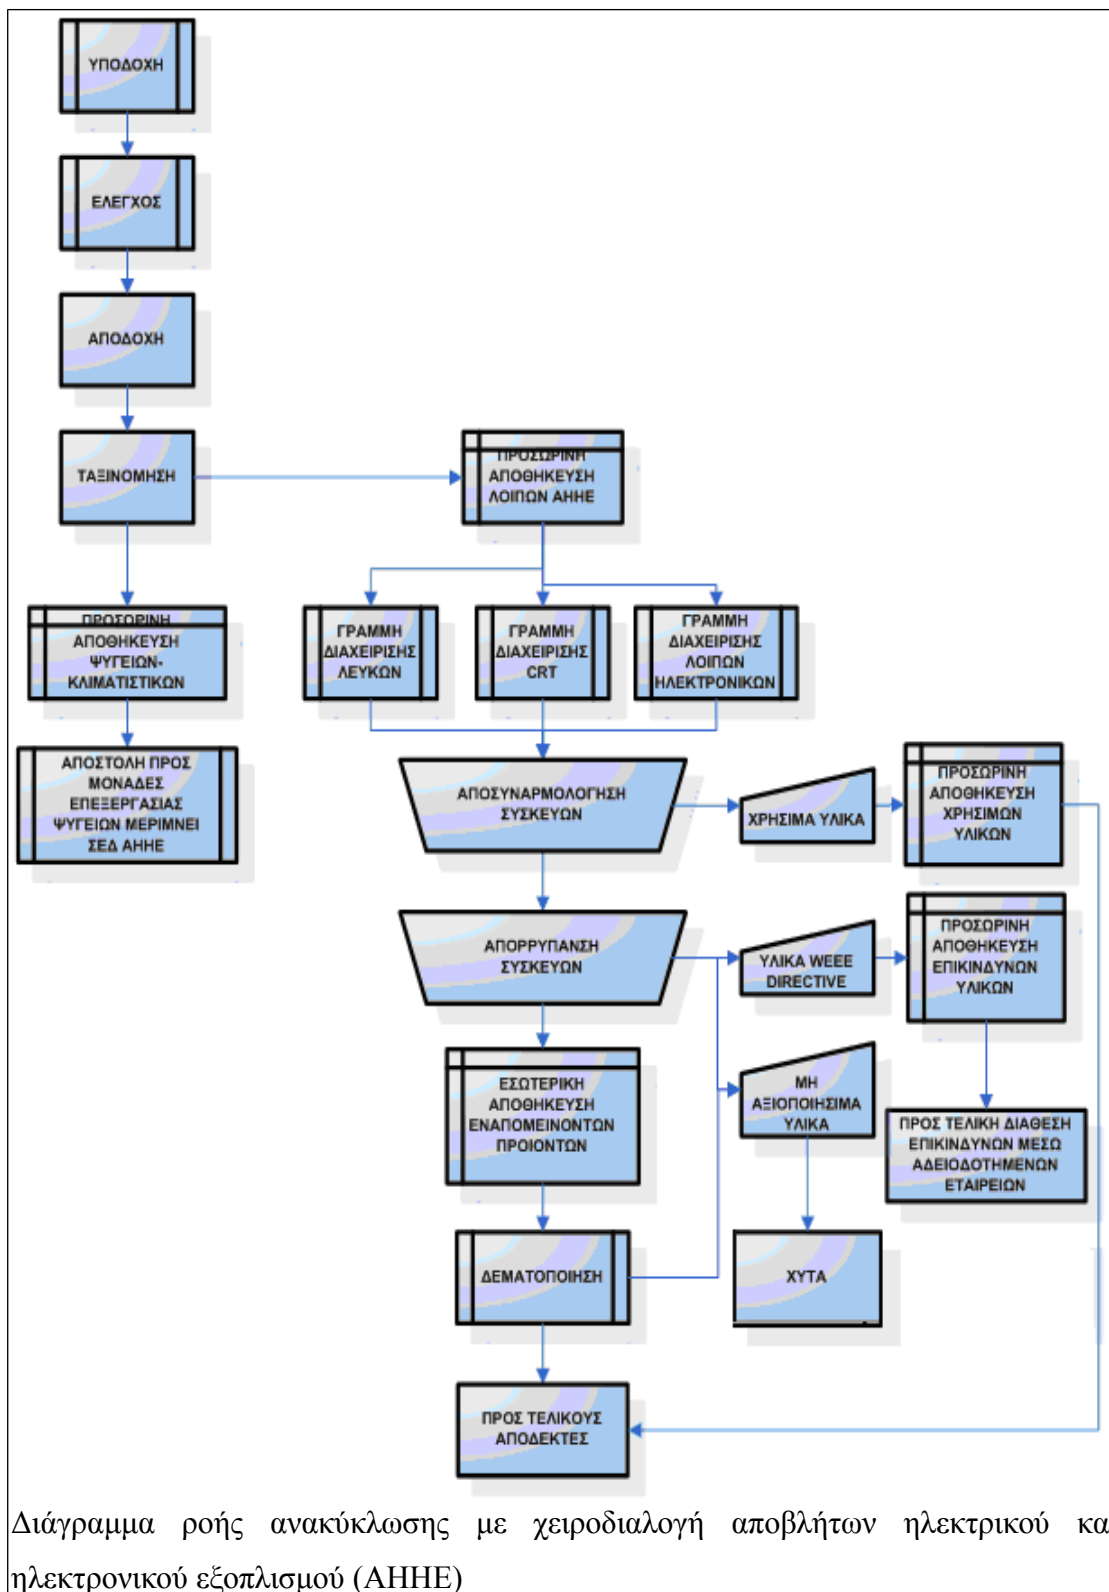 ΥΠΟΔΟΧΗ
ΕΛΕΓΧΟΣ
ΑΠΟΔΟΧΗ
ΤΑΞΙΝΟΜΗΣΗ
ΠΡΟΣΩΡΙΝΗ
ΑΠΟΘΗΚΕΥΣΗ
ΛΟΙΠΩΝ ΑΗΗΕ
ΠΡΟΣΟΡΙΝΗ
ΑΠΟΘΗΚΕΥΣΗ
ΨΥΓΕΙΩΝ-
ΚΛΙΜΑΤΙΣΤΙΚΩΝ
ΑΠΟΣΤΟΛΗ ΠΡΟΣ
ΜΟΝΑΔΕΣ
ΕΠΕΞΕΡΓΑΣΙΑΣ
ΨΥΓΕΙΩΝ ΜΕΡΙΜΝΕΙ
ΣΕΔ ΑΗΗΕ
ΓΡΑΜΜΗ
ΔΙΑΧΕΙΡΙΣΗΣ
ΛΕΥΚΩΝ
ΓΡΑΜΜΗ
ΔΙΑΧΕΙΡΙΣΗΣ
CRT
ΓΡΑΜΜΗ
ΔΙΑΧΕΙΡΙΣΗΣ
ΛΟΙΠΩΝ
ΗΛΕΚΤΡΟΝΙΚΩΝ
ΑΠΟΣΥΝΑΡΜΟΛΟΓΗΣΗ
ΣΥΣΚΕΥΩΝ
ΧΡΗΣΙΜΑ ΥΛΙΚΑ
ΠΡΟΣΩΡΙΝΗ
ΑΠΟΘΗΚΕΥΣΗ
ΧΡΗΣΙΜΩΝ
ΥΛΙΚΩΝ
ΑΠΟΡΡΥΠΑΝΣΗ
ΣΥΣΚΕΥΩΝ
ΥΛΙΚΑ WEEE
DIRECTIVE
ΠΡΟΣΩΡΙΝΗ
ΑΠΟΘΗΚΕΥΣΗ
ΕΠΙΚΙΝΔΥΝΩΝ
ΥΛΙΚΩΝ
ΕΣΩΤΕΡΙΚΗ
ΑΠΟΘΗΚΕΥΣΗ
ΕΝΑΠΟΜΕΙΝΟΝΤΩΝ
ΠΡΟΙΟΝΤΩΝ
ΜΗ
ΑΞΙΟΠΟΙΗΣΙΜΑ
ΥΛΙΚΑ
ΠΡΟΣ ΤΕΛΙΚΗ ΔΙΑΘΕΣΗ
ΕΠΙΚΙΝΔΥΝΩΝ ΜΕΣΩ
ΑΔΕΙΟΔΟΤΗΜΕΝΩΝ
ΕΤΑΙΡΕΙΩΝ
ΔΕΜΑΤΟΠΟΙΗΣΗ
ΧΥΤΑ
ΠΡΟΣ ΤΕΛΙΚΟΥΣ
ΑΠΟΔΕΚΤΕΣ
Διάγραμμα ροής ανακύκλωσης με χειροδιαλογή αποβλήτων ηλεκτρικού κα
ηλεκτρονικού εξοπλισμού (ΑΗΗΕ)